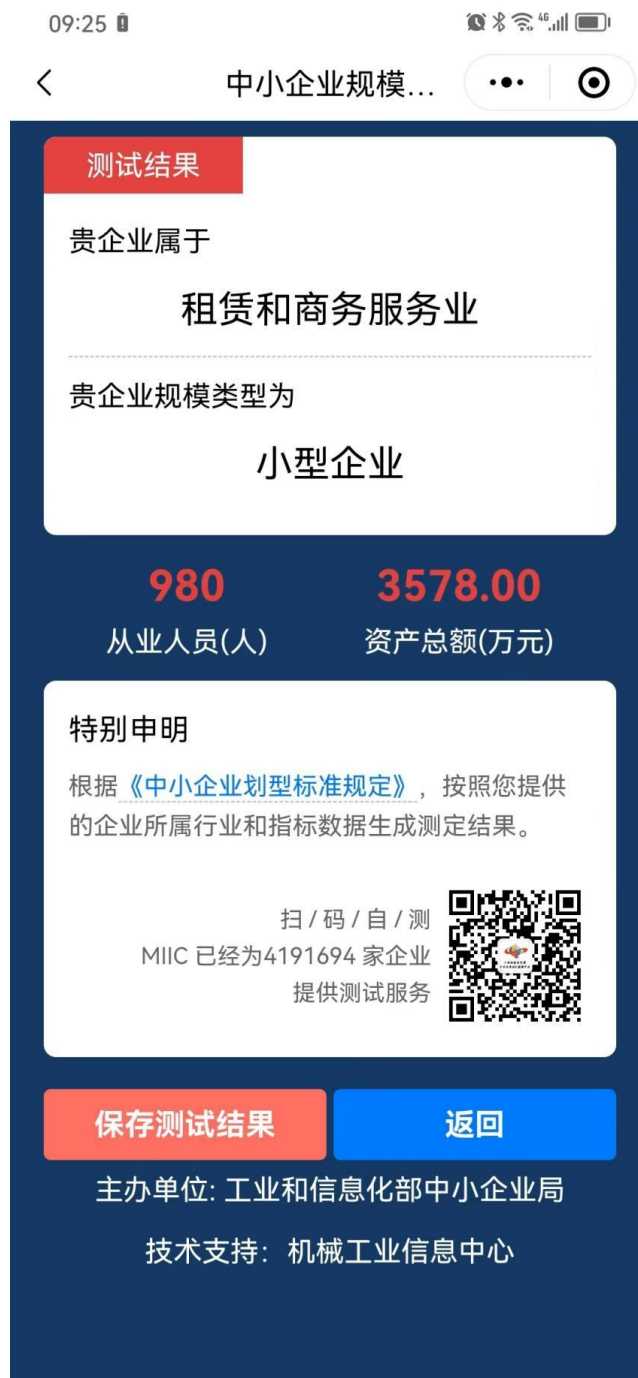 09:25
46
中小企业规模...
测试结果
贵企业属于
租赁和商务服务业
贵企业规模类型为
小型企业
980
3578.00
从业人员(人)
资产总额(万元)
特别申明
根据《中小企业划型标准规定》，按照您提供
的企业所属行业和指标数据生成测定结果。
扫 / 码 / 自 / 测
MIIC 已经为4191694 家企业
提供测试服务
保存测试结果
返回
主办单位: 工业和信息化部中小企业局
技术支持：机械工业信息中心